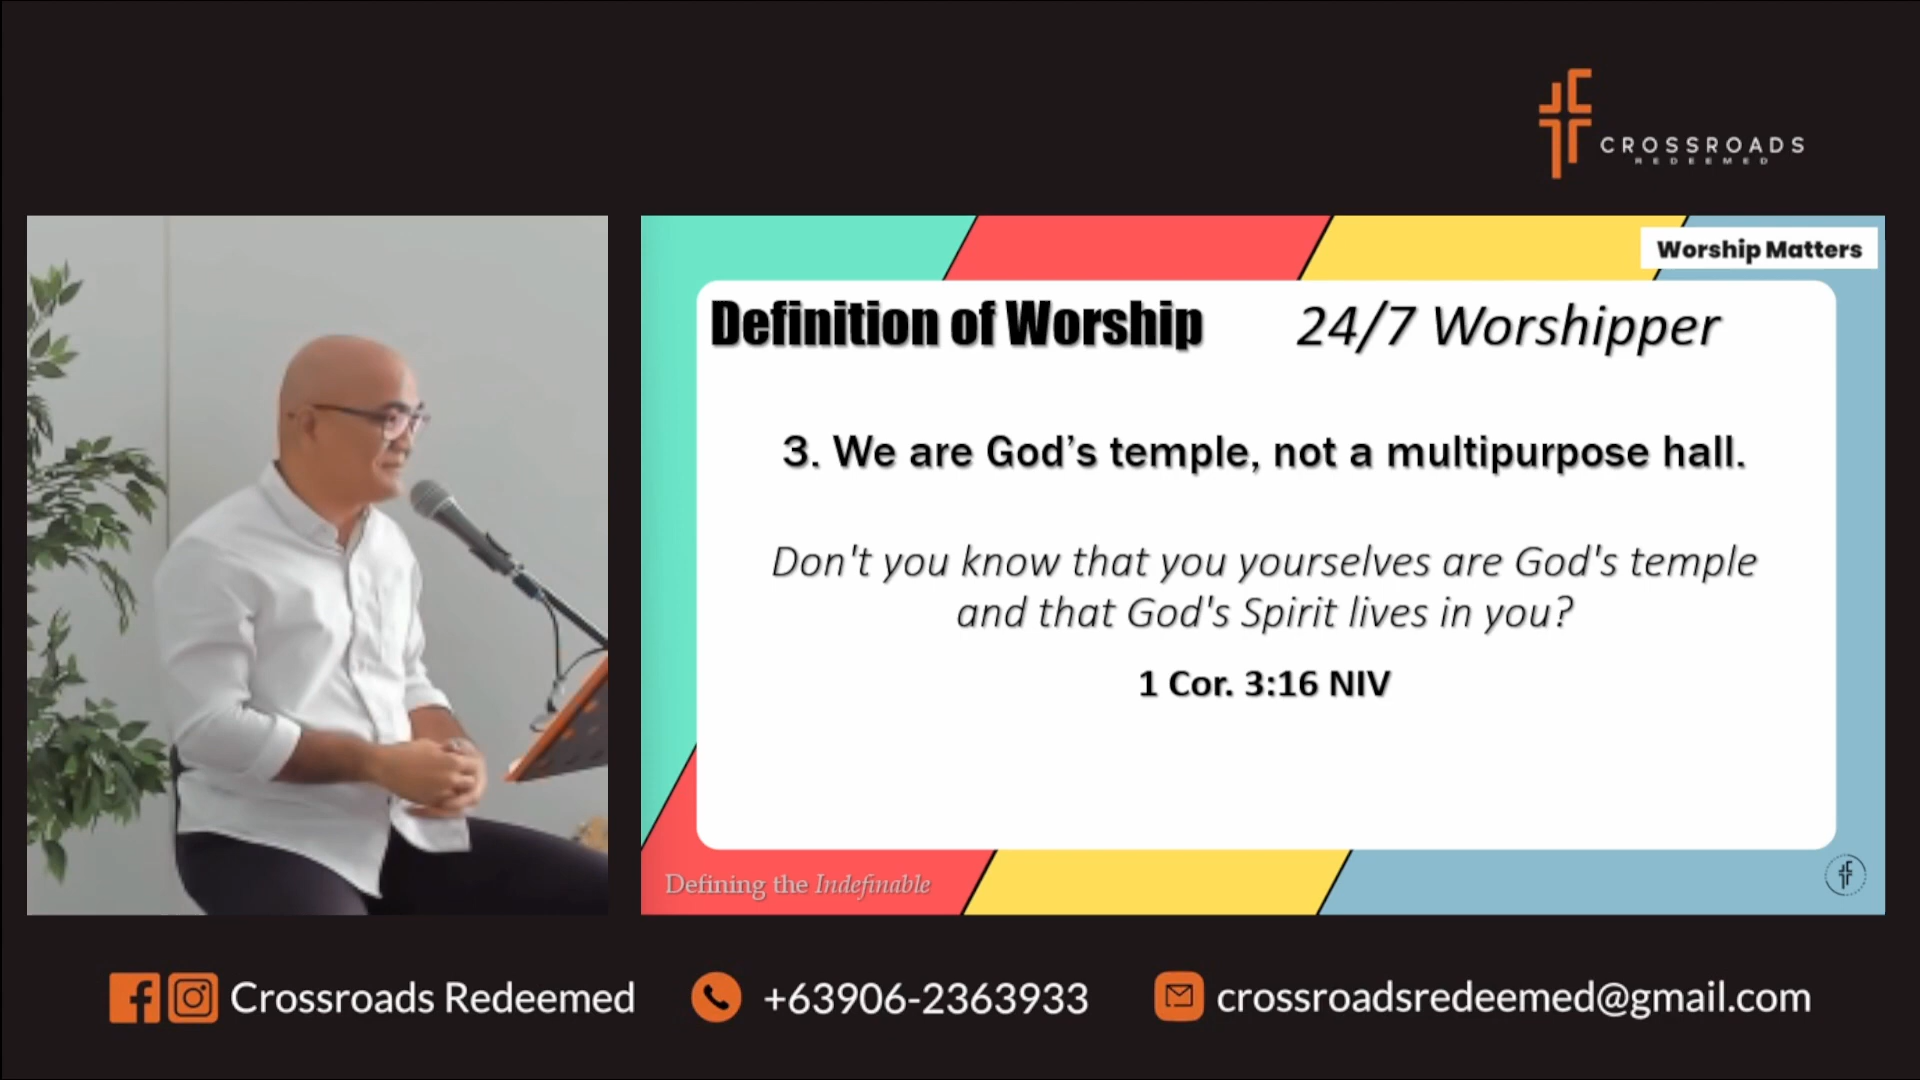 CROSSROADS
REDEEMED
Worship Matters
Definition of Worship 24/7 Worshipper
3. We are God’s temple, not a multipurpose hall.
Don't you know that you yourselves are God's temple
and that God's Spirit lives in you?
1 Cor. 3:16 NIV
Defining the Indefinable
Crossroads Redeemed +63906-2363933 crossroadsredeemed@gmail.com